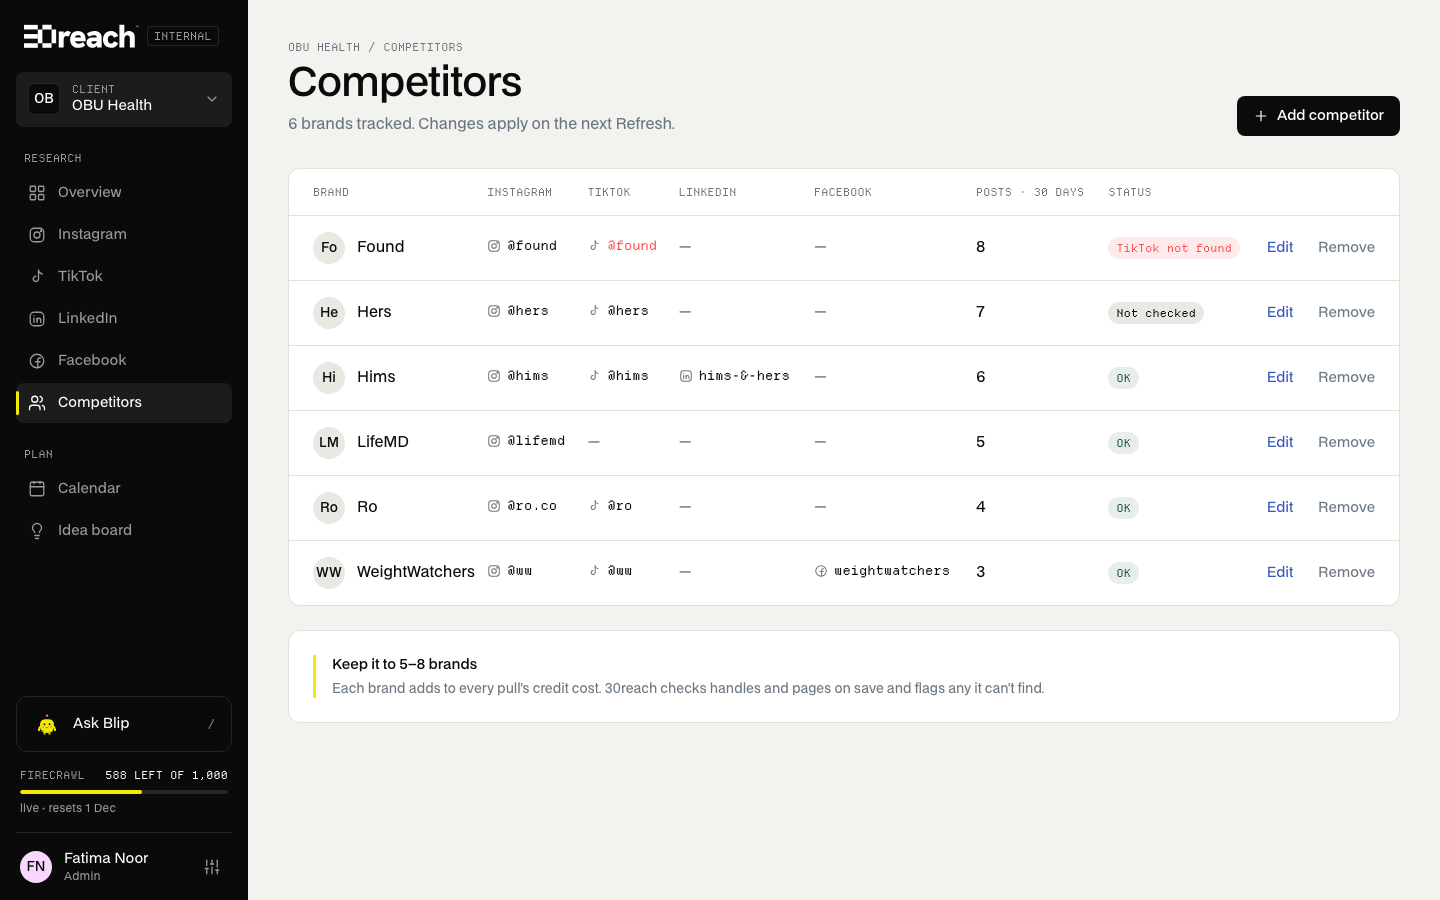 30reach INTERNAL
OB
CLIENT
OBU Health
RESEARCH
Overview
Instagram
TikTok
LinkedIn
Facebook
Competitors
PLAN
Calendar
Idea board
Ask Blip /
FIRECRAWL 588 LEFT OF 1,000
live · resets 1 Dec
FN
Fatima Noor
Admin
OBU HEALTH / COMPETITORS
Competitors
6 brands tracked. Changes apply on the next Refresh.
+ Add competitor
BRAND INSTAGRAM TIKTOK LINKEDIN FACEBOOK POSTS · 30 DAYS STATUS
Fo Found @found @found — — 8 TikTok not found Edit Remove
He Hers @hers @hers — — 7 Not checked Edit Remove
Hi Hims @hims @hims hims-&-hers — 6 OK Edit Remove
LM LifeMD @lifemd — — — 5 OK Edit Remove
Ro Ro @ro.co @ro — — 4 OK Edit Remove
WW WeightWatchers @ww @ww — weightwatchers 3 OK Edit Remove
Keep it to 5–8 brands
Each brand adds to every pull's credit cost. 30reach checks handles and pages on save and flags any it can't find.